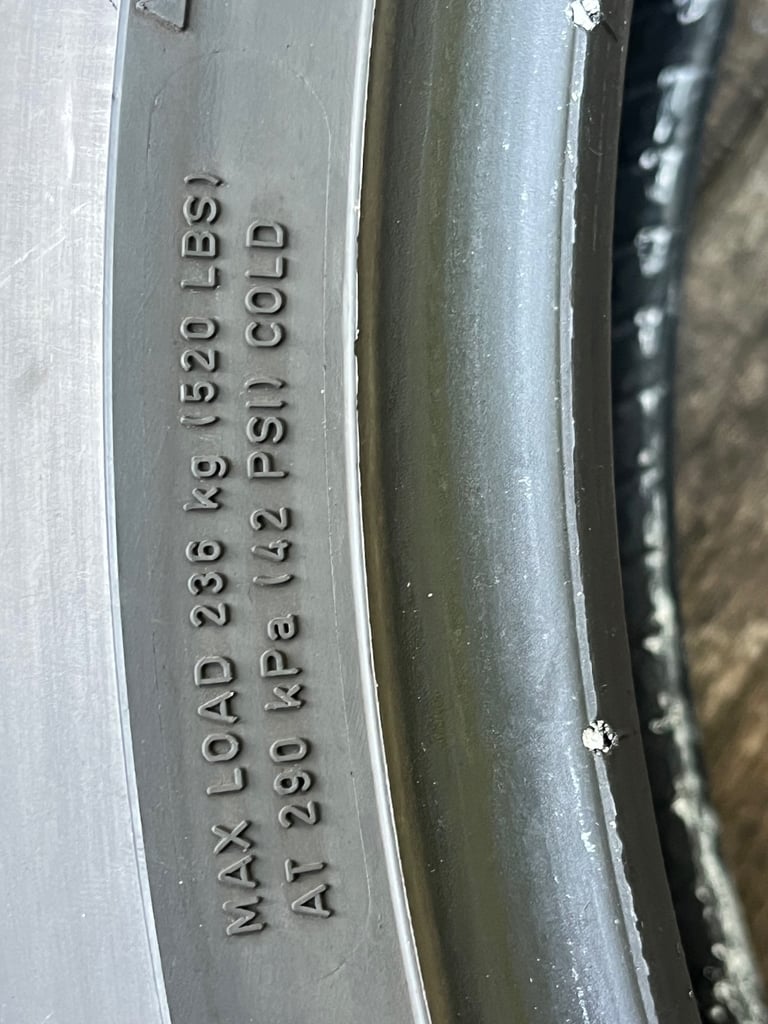 MAX LOAD 236 kg (520 LBS)
AT 290 kPa (42 PSI) COLD